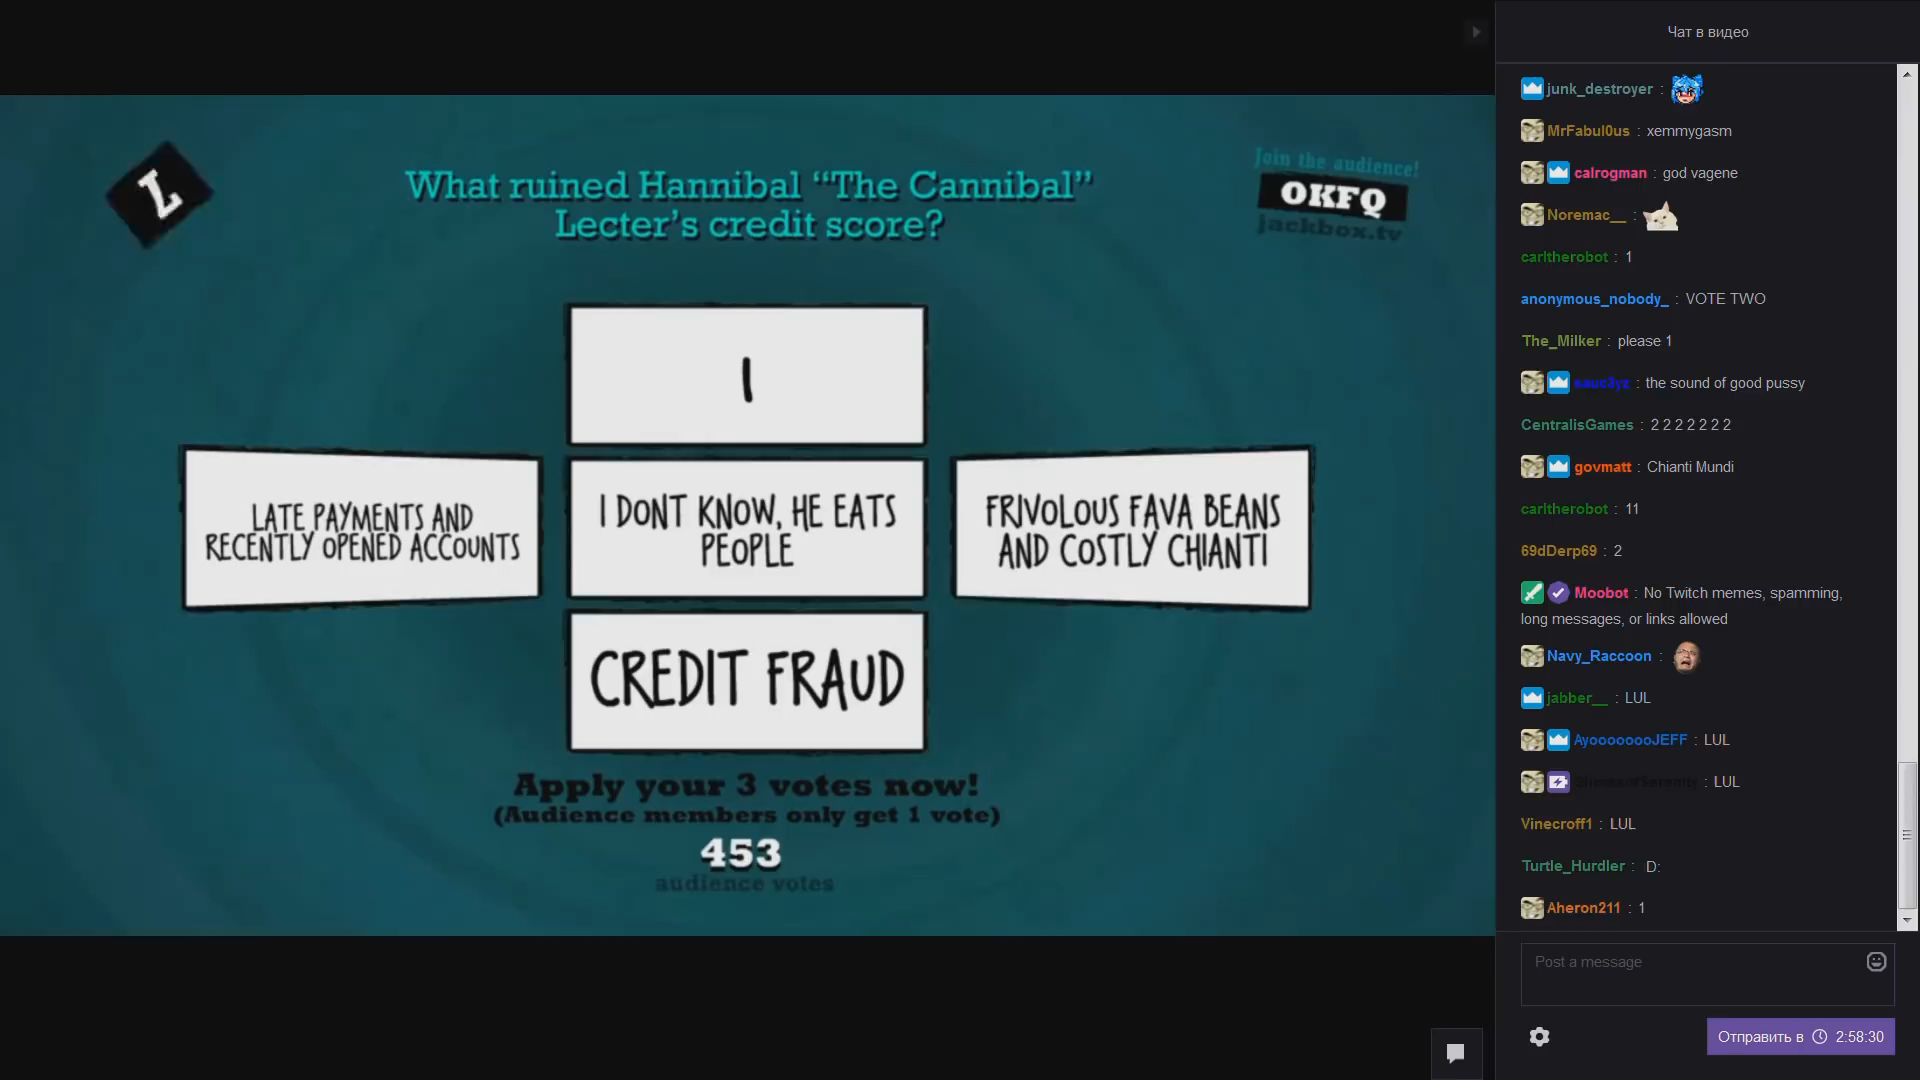 What ruined Hannibal “The Cannibal”
Lecter’s credit score?
Join the audience!
OKFQ
jackbox.tv
I
LATE PAYMENTS AND
RECENTLY OPENED ACCOUNTS
I DONT KNOW, HE EATS
PEOPLE
FRIVOLOUS FAVA BEANS
AND COSTLY CHIANTI
CREDIT FRAUD
Apply your 3 votes now!
(Audience members only get 1 vote)
453
audience votes
Чат в видео
junk_destroyer :
MrFabul0us : xemmygasm
calrogman : god vagene
Noremac__ :
carltherobot : 1
anonymous_nobody_ : VOTE TWO
The_Milker : please 1
: the sound of good pussy
CentralisGames : 2 2 2 2 2 2 2
govmatt : Chianti Mundi
carltherobot : 11
69dDerp69 : 2
Moobot : No Twitch memes, spamming,
long messages, or links allowed
Navy_Raccoon :
jabber__ : LUL
AyoooooooJEFF : LUL
: LUL
Vinecroff1 : LUL
Turtle_Hurdler : D:
Aheron211 : 1
Post a message
Отправить в 2:58:30